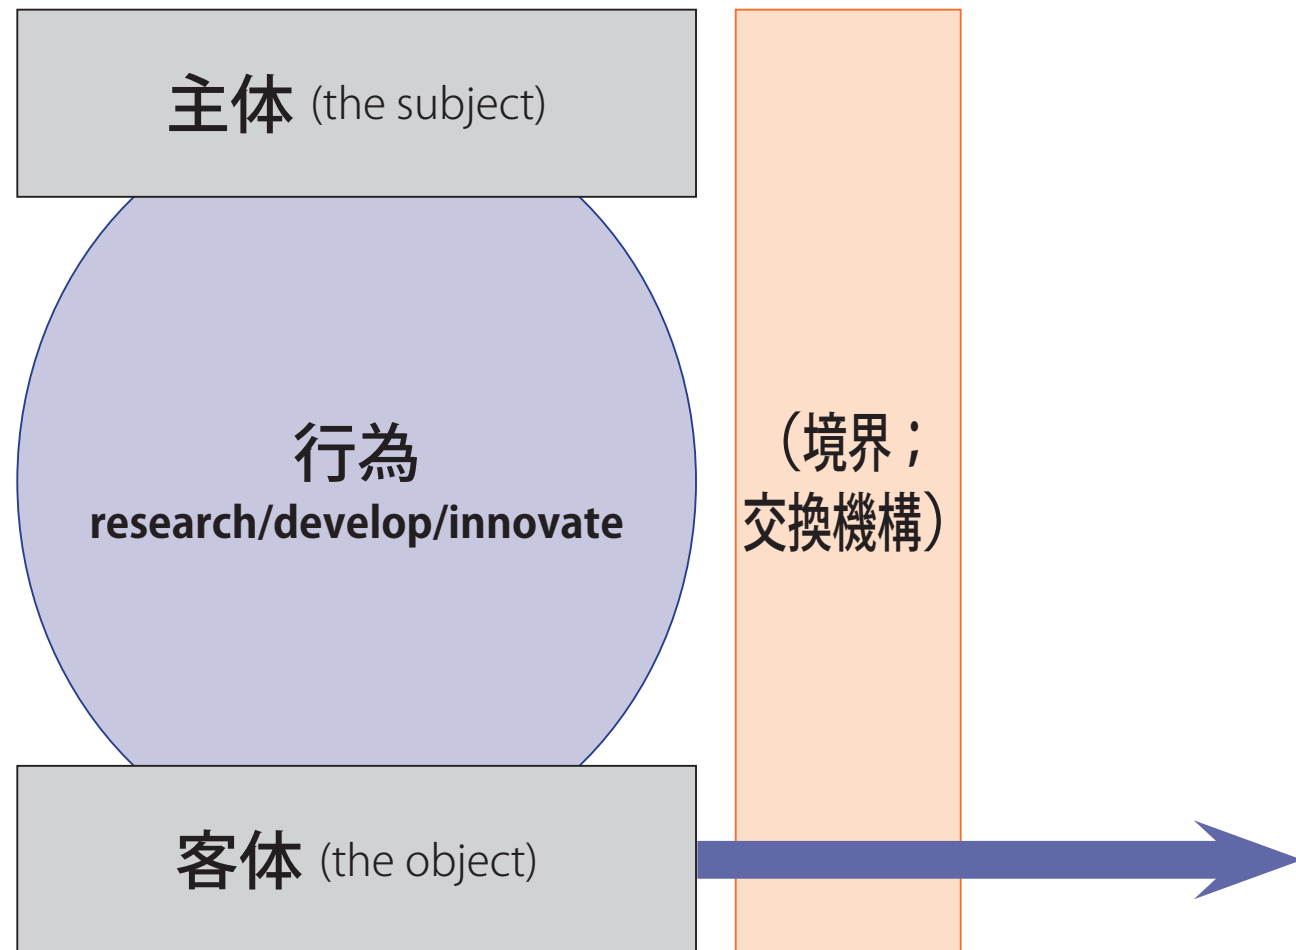 主体 (the subject)
行為
research/develop/innovate
（境界；
交換機構）
客体 (the object)